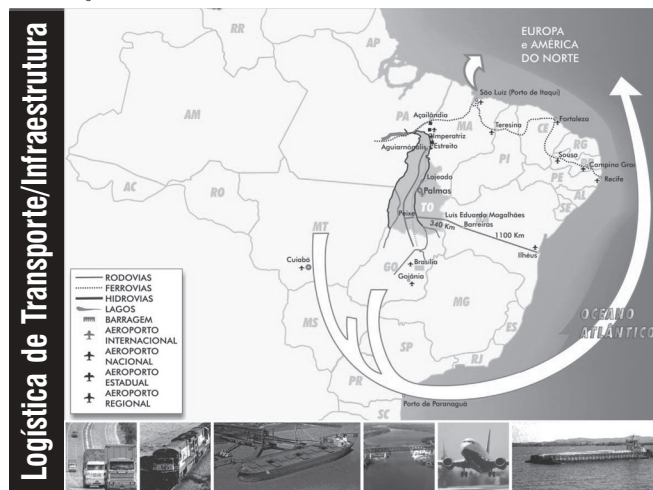 Logística de Transporte/Infraestrutura
EUROPA
e AMÉRICA
DO NORTE
RR
AP
São Luiz (Porto de Itaqui)
AM
PA
Açailândia
MA
Imperatriz
Teresina
CE
Fortaleza
Aguiarnópolis
Estreito
RG
PI
Sousa
Campina Gran
AC
RO
Lajeado
PE
Recife
Palmas
AL
TO
SE
MT
Peixe
Luis Eduardo Magalhães
Barreiras
340 Km
1100 Km
Ilhéus
Cuiabá
GO
Brasília
Goiânia
MG
RODOVIAS
FERROVIAS
HIDROVIAS
LAGOS
BARRAGEM
AEROPORTO
INTERNACIONAL
AEROPORTO
NACIONAL
AEROPORTO
ESTADUAL
AEROPORTO
REGIONAL
MS
ES
OCEANO
ATLÂNTICO
SP
RJ
PR
Porto de Paranaguá
SC